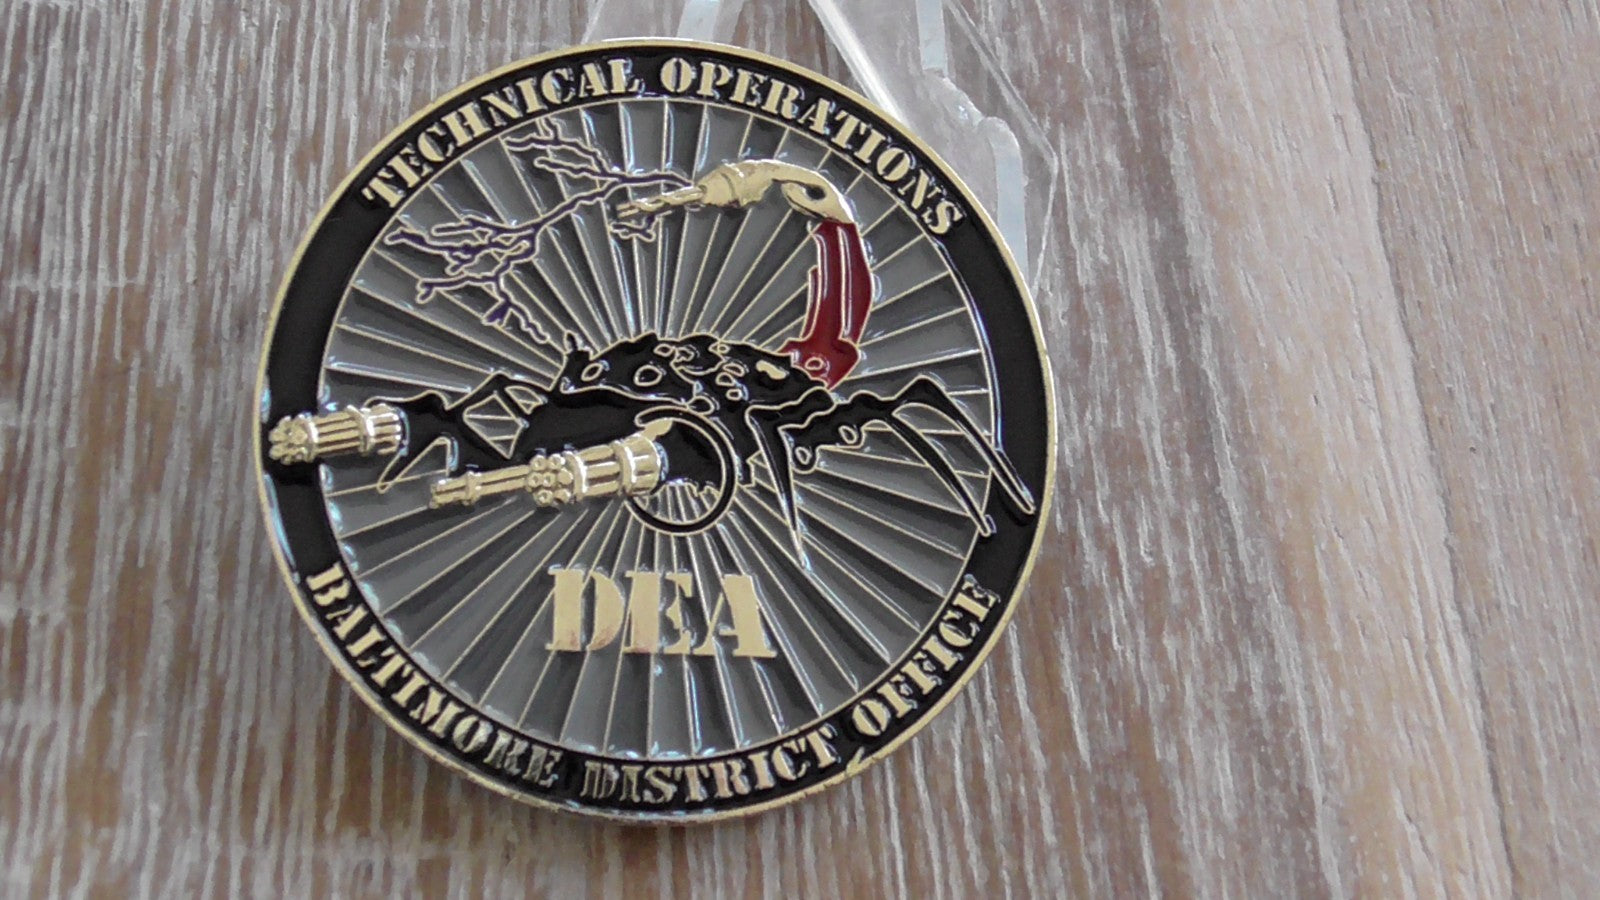 TECHNICAL OPERATIONS
DEA
BALTIMORE DISTRICT OFFICE